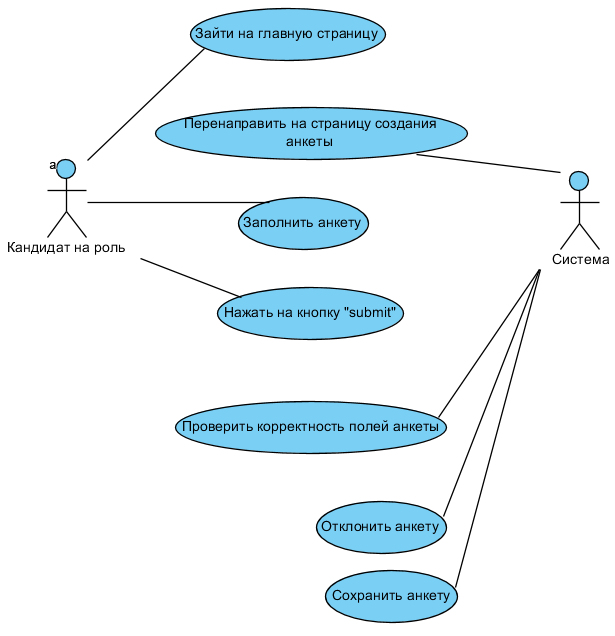 Зайти на главную страницу
Перенаправить на страницу создания
анкеты
a
Кандидат на роль
Заполнить анкету
Система
Нажать на кнопку "submit"
Проверить корректность полей анкеты
Отклонить анкету
Сохранить анкету